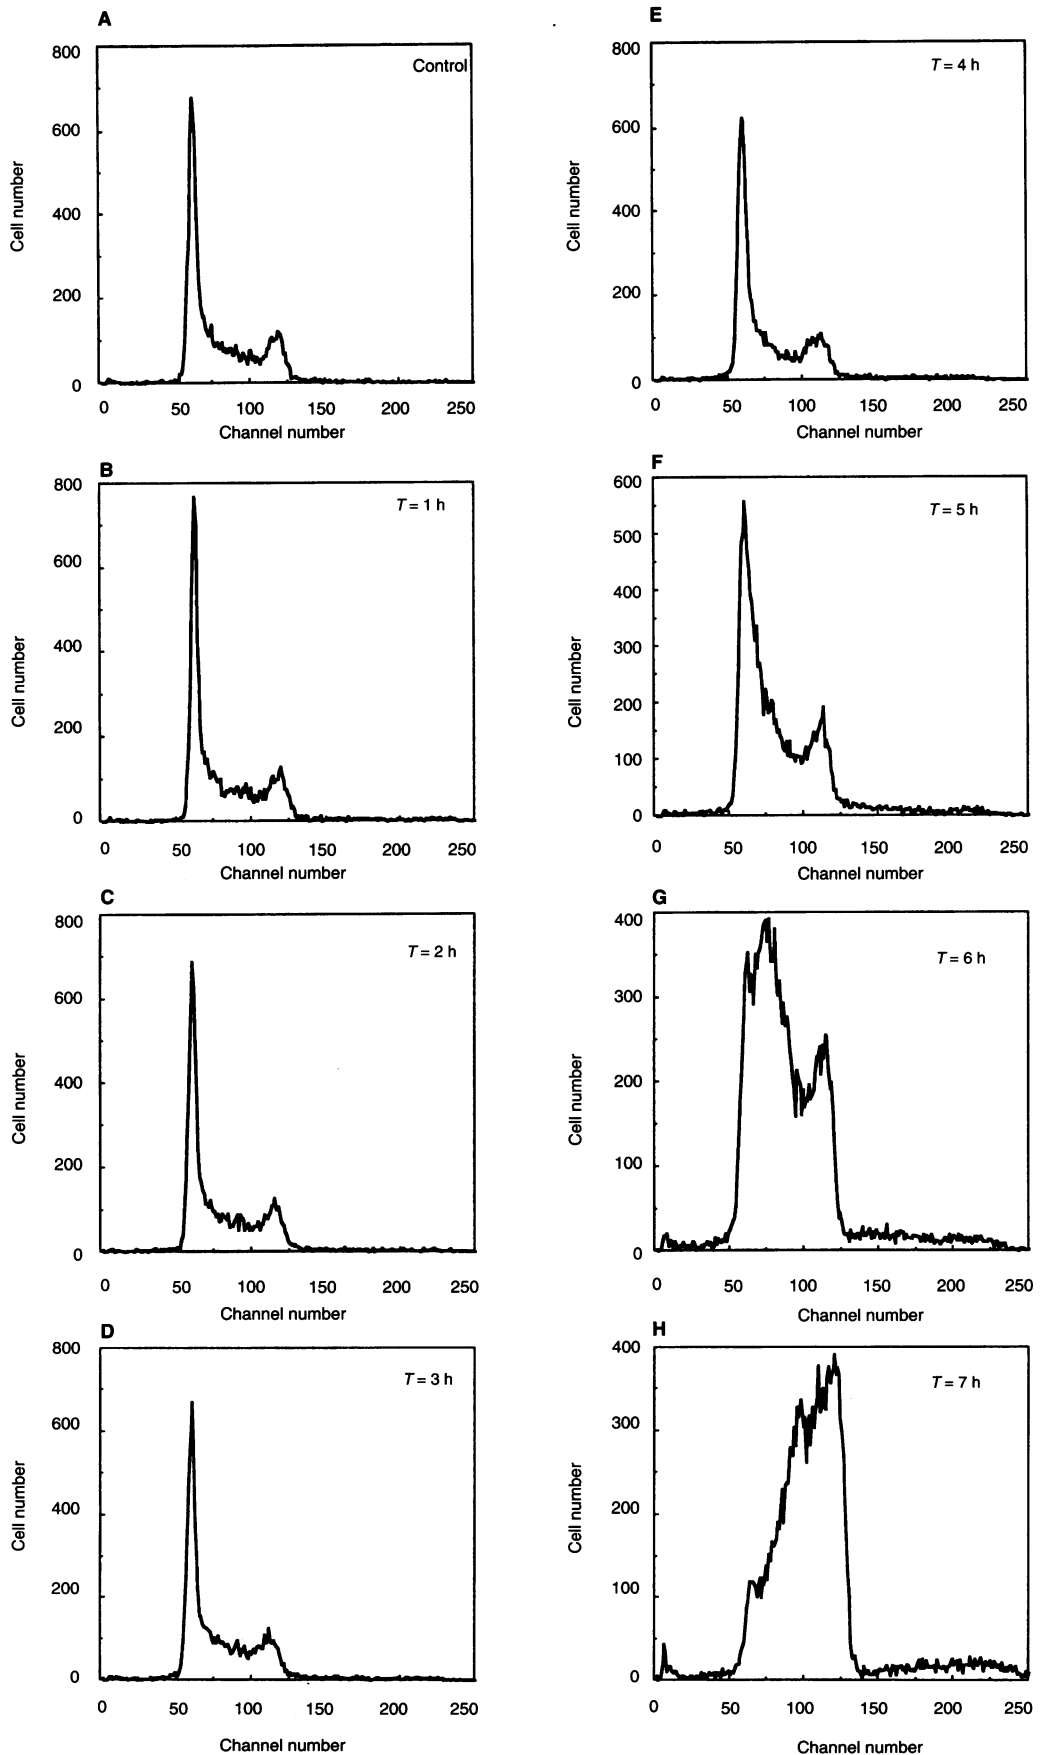 A
Control
800
600
400
200
0
Cell number
0 50 100 150 200 250
Channel number
B
T = 1 h
800
600
400
200
0
Cell number
0 50 100 150 200 250
Channel number
C
T = 2 h
800
600
400
200
0
Cell number
0 50 100 150 200 250
Channel number
D
T = 3 h
800
600
400
200
0
Cell number
0 50 100 150 200 250
Channel number
E
T = 4 h
800
600
400
200
0
Cell number
0 50 100 150 200 250
Channel number
F
T = 5 h
600
500
400
300
200
100
0
Cell number
0 50 100 150 200 250
Channel number
G
T = 6 h
400
300
200
100
0
Cell number
0 50 100 150 200 250
Channel number
H
T = 7 h
400
300
200
100
0
Cell number
0 50 100 150 200 250
Channel number